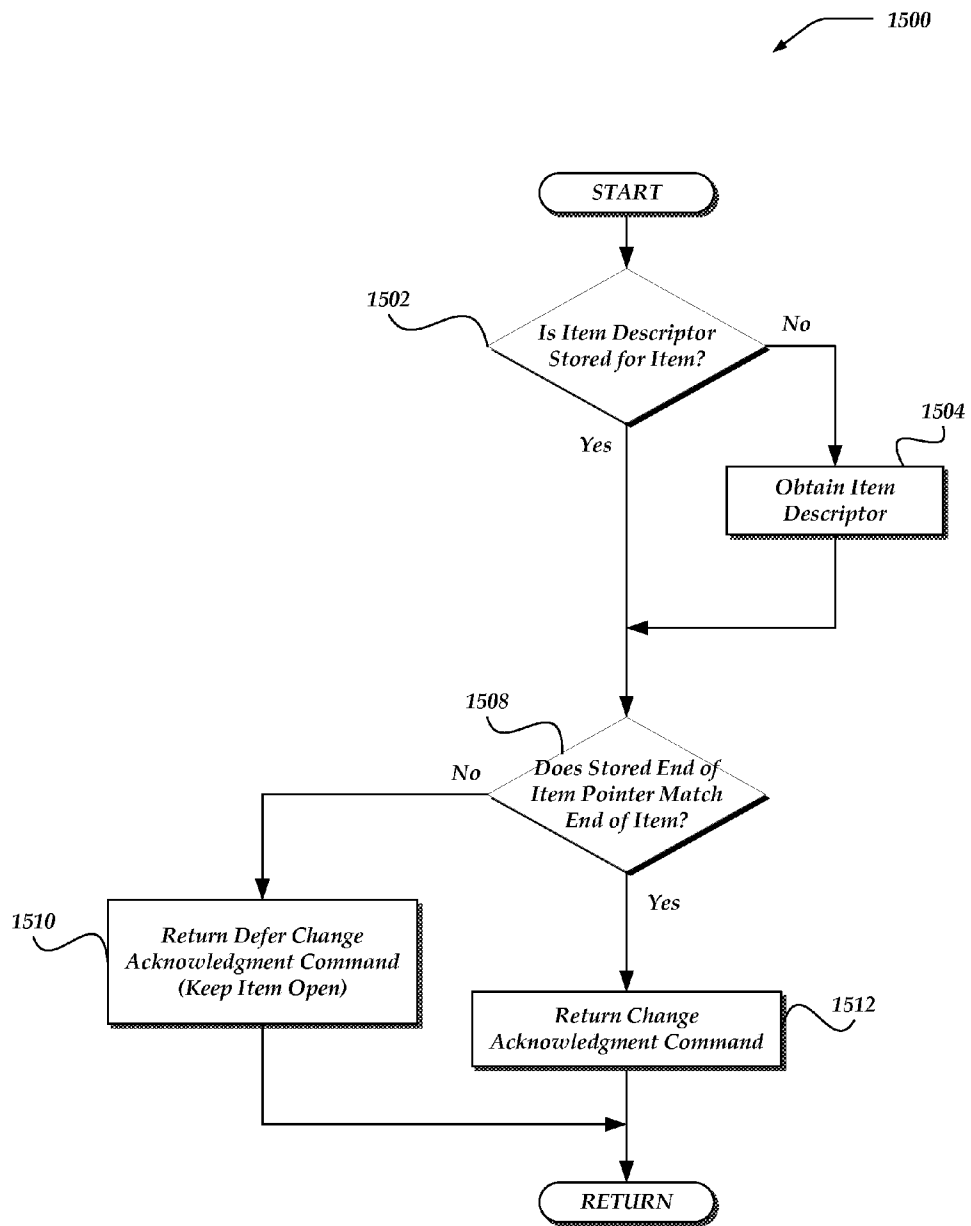 1500
START
1502
Is Item Descriptor
Stored for Item?
No
Yes
1504
Obtain Item
Descriptor
1508
No
Does Stored End of
Item Pointer Match
End of Item?
Yes
1510
Return Defer Change
Acknowledgment Command
(Keep Item Open)
Return Change
Acknowledgment Command
1512
RETURN